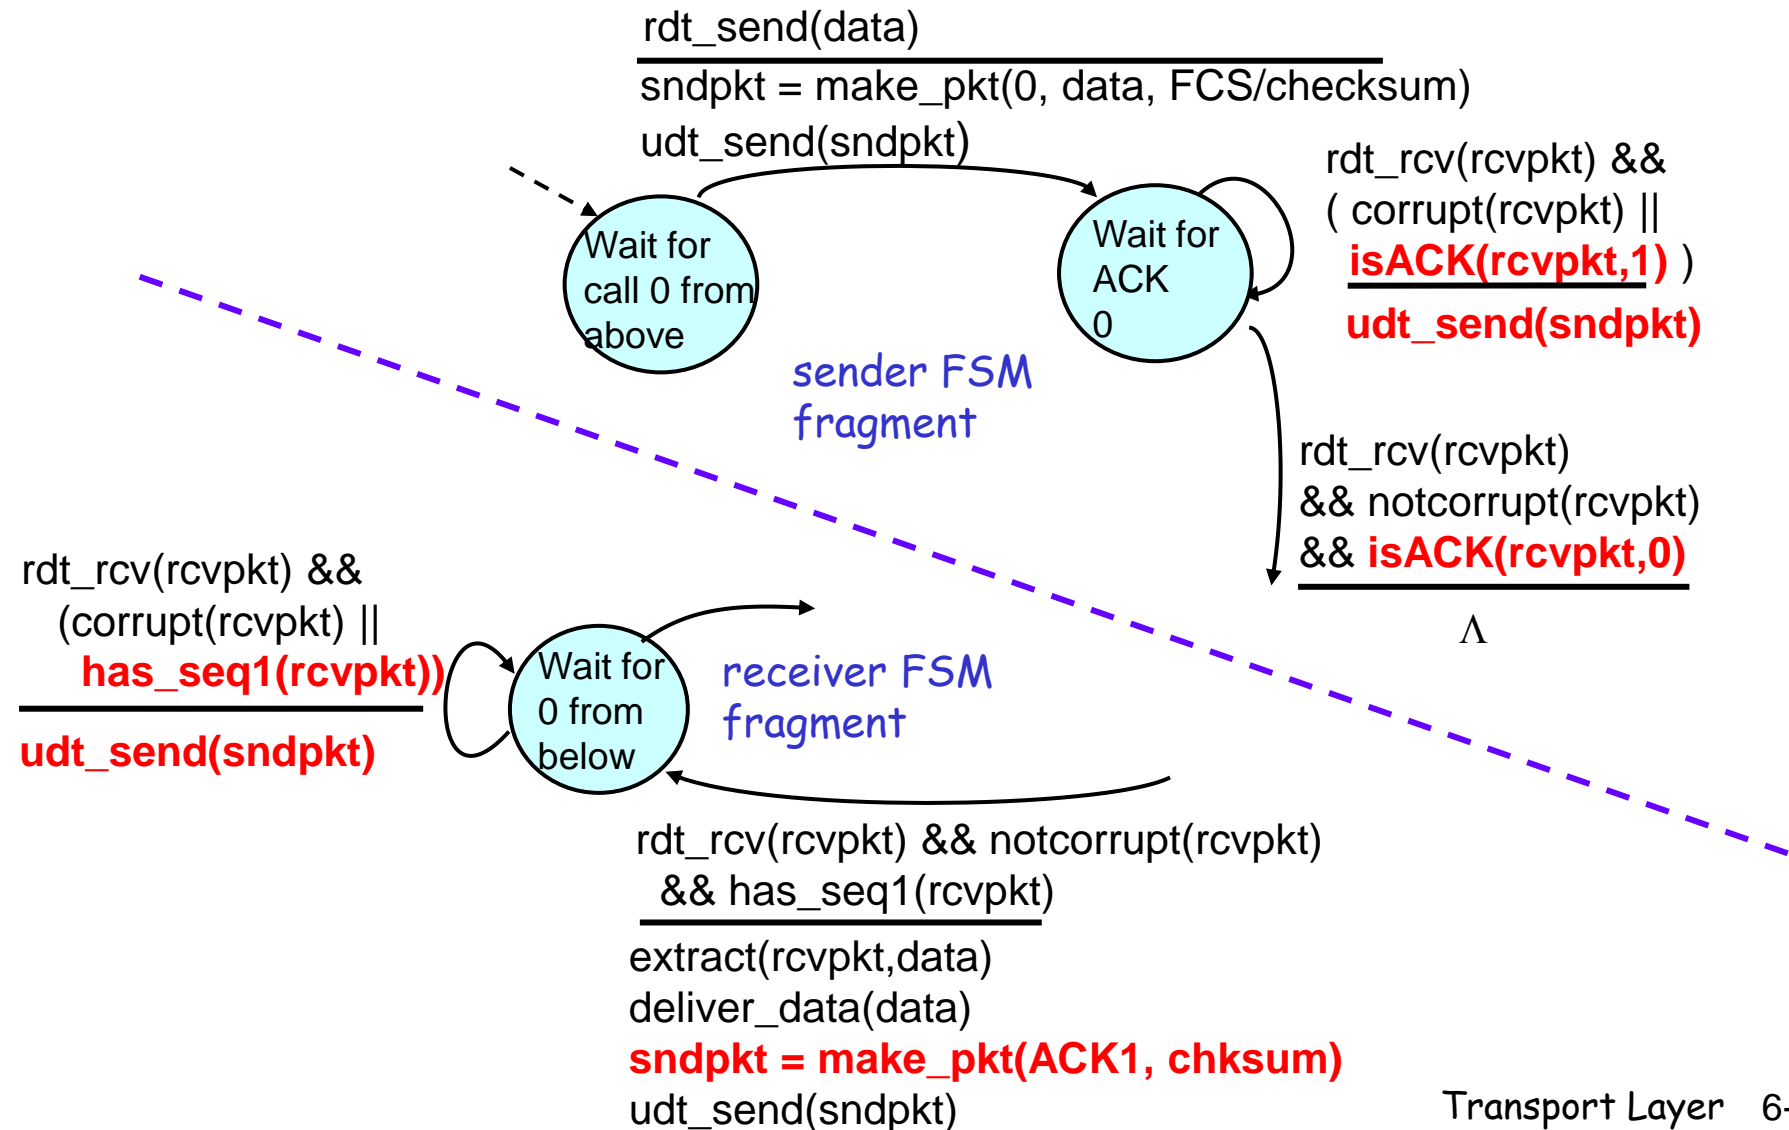 rdt_send(data)
sndpkt = make_pkt(0, data, FCS/checksum)
udt_send(sndpkt)
rdt_rcv(rcvpkt) &&
( corrupt(rcvpkt) ||
isACK(rcvpkt,1) )
udt_send(sndpkt)
Wait for
call 0 from
above
Wait for
ACK
0
sender FSM
fragment
rdt_rcv(rcvpkt)
&& notcorrupt(rcvpkt)
&& isACK(rcvpkt,0)
Λ
rdt_rcv(rcvpkt) &&
(corrupt(rcvpkt) ||
has_seq1(rcvpkt))
udt_send(sndpkt)
Wait for
0 from
below
receiver FSM
fragment
rdt_rcv(rcvpkt) && notcorrupt(rcvpkt)
&& has_seq1(rcvpkt)
extract(rcvpkt,data)
deliver_data(data)
sndpkt = make_pkt(ACK1, chksum)
udt_send(sndpkt)
Transport Layer 6-